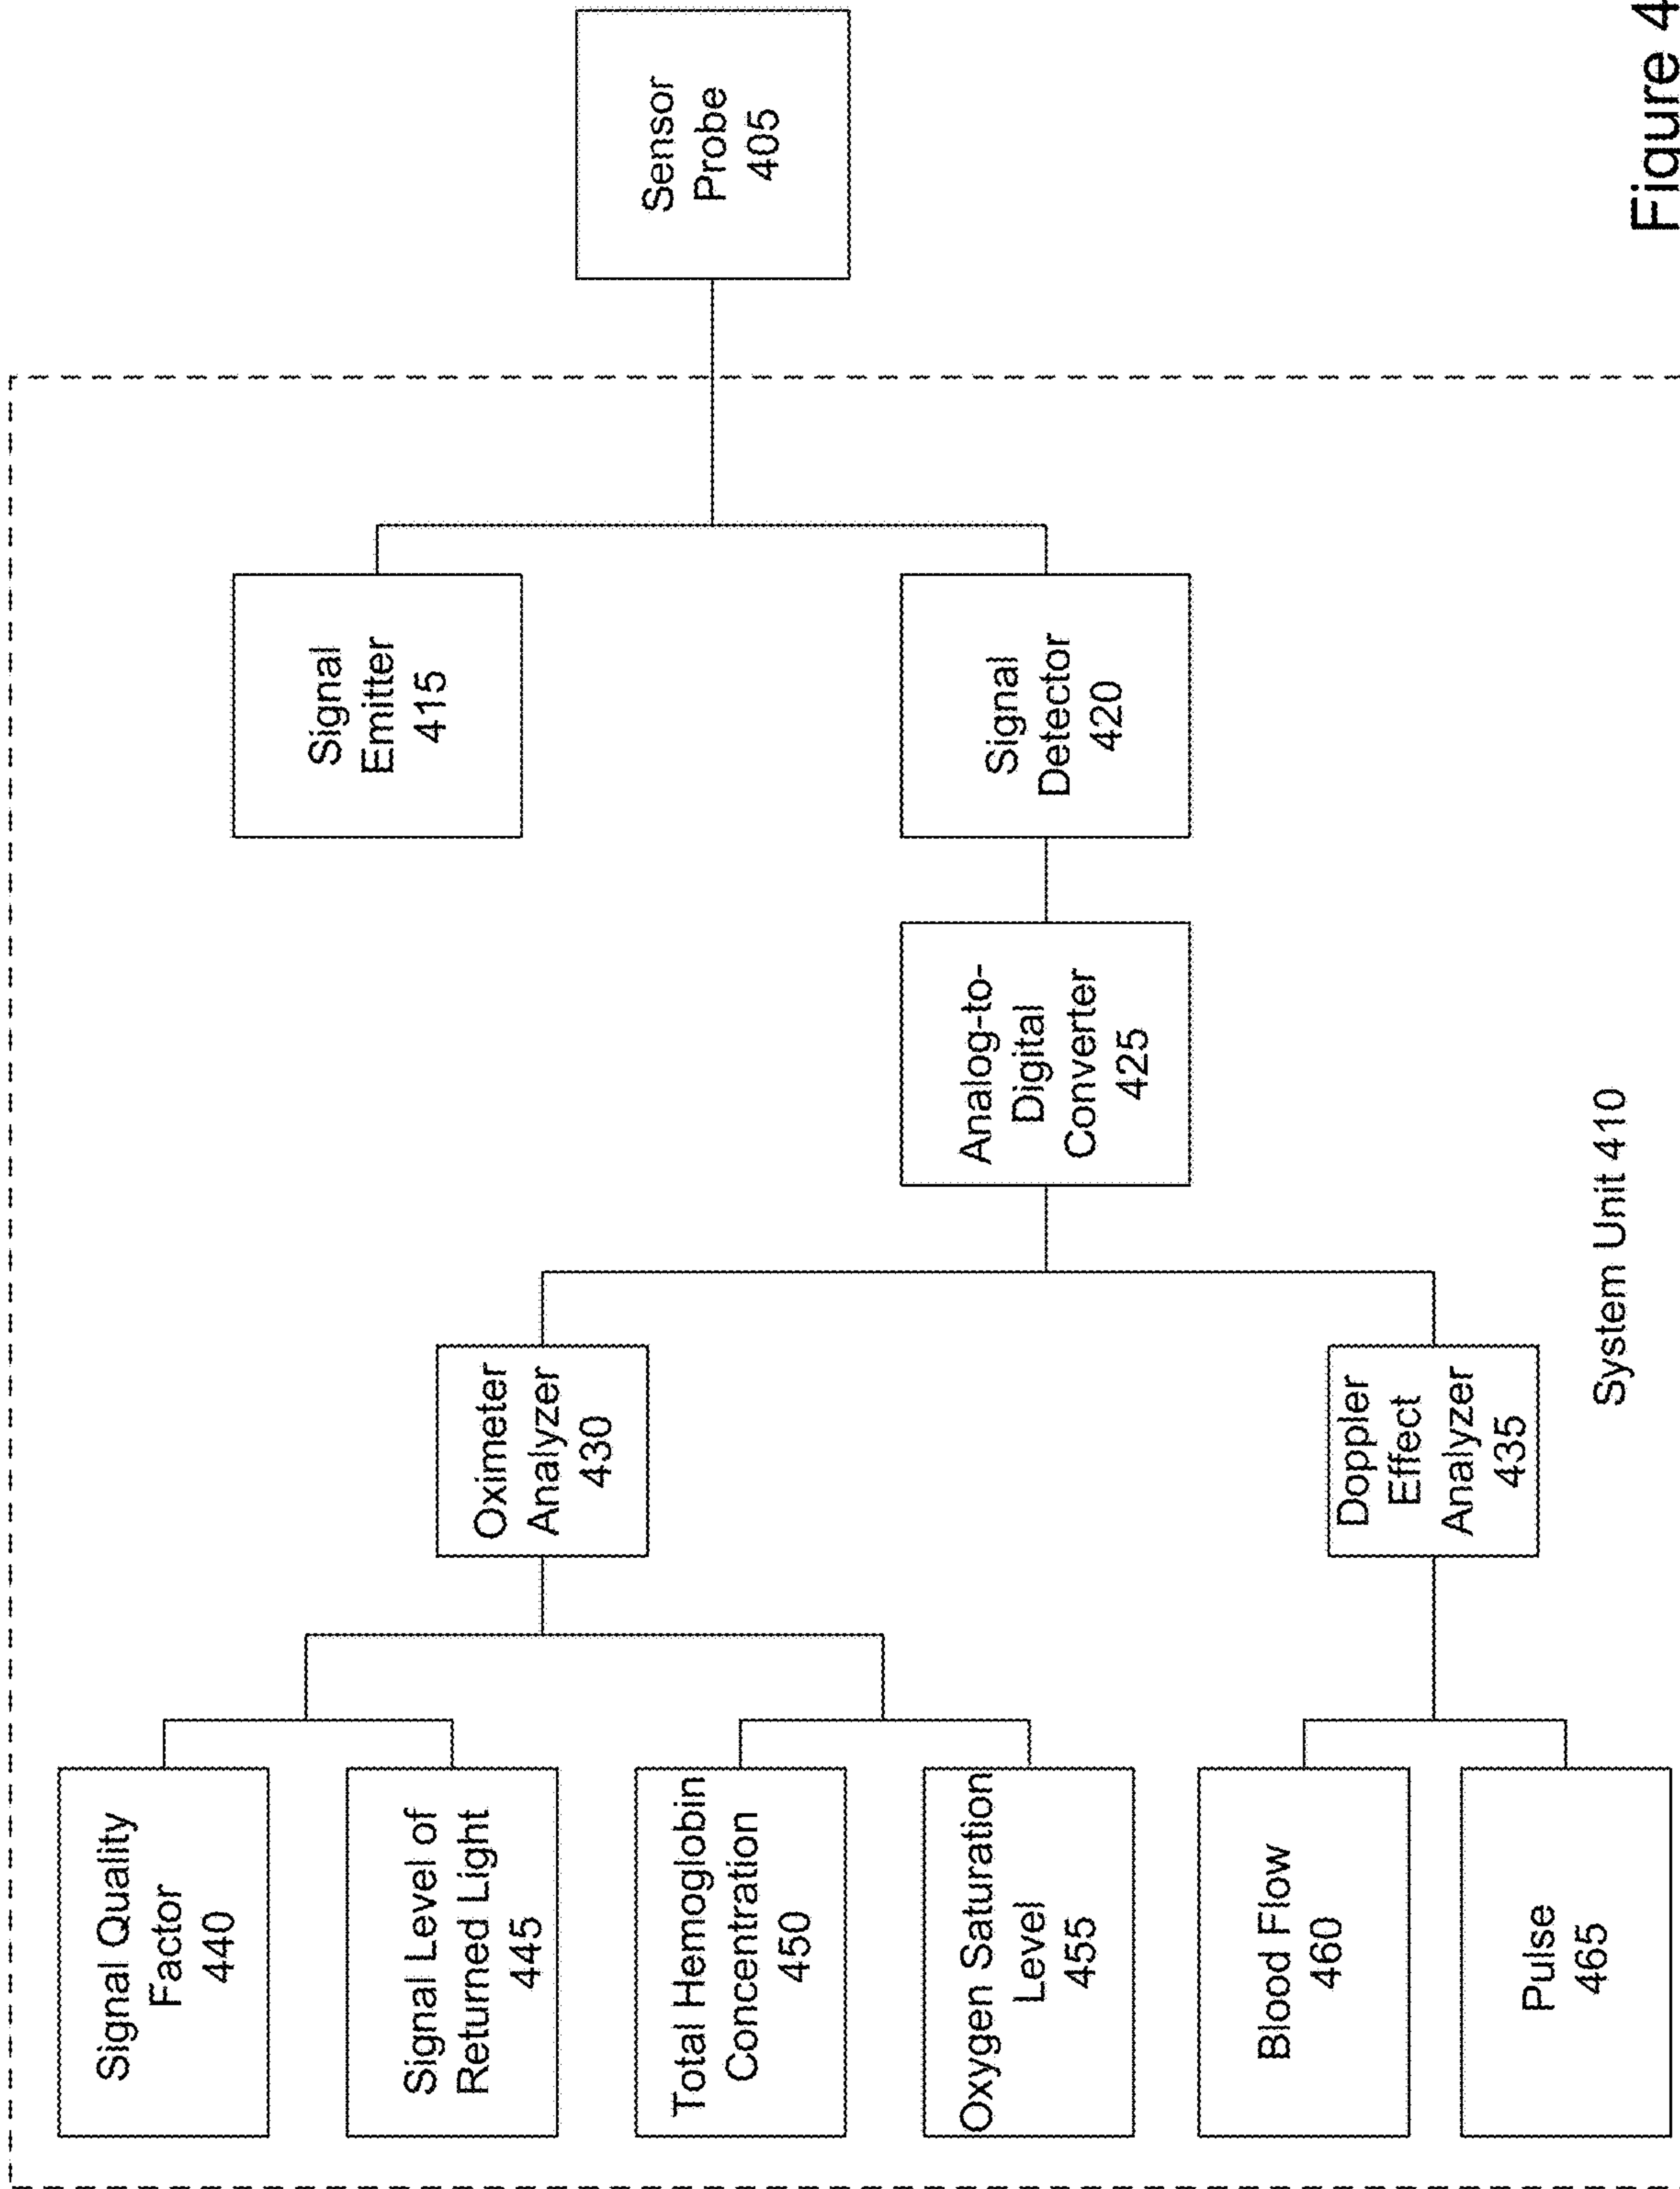 Sensor
Probe
405
Signal
Emitter
415
Signal
Detector
420
Analog-to-
Digital
Converter
425
Oximeter
Analyzer
430
Doppler
Effect
Analyzer
435
Signal Quality
Factor
440
Signal Level of
Returned Light
445
Total Hemoglobin
Concentration
450
Oxygen Saturation
Level
455
Blood Flow
460
Pulse
465
System Unit 410
Figure 4